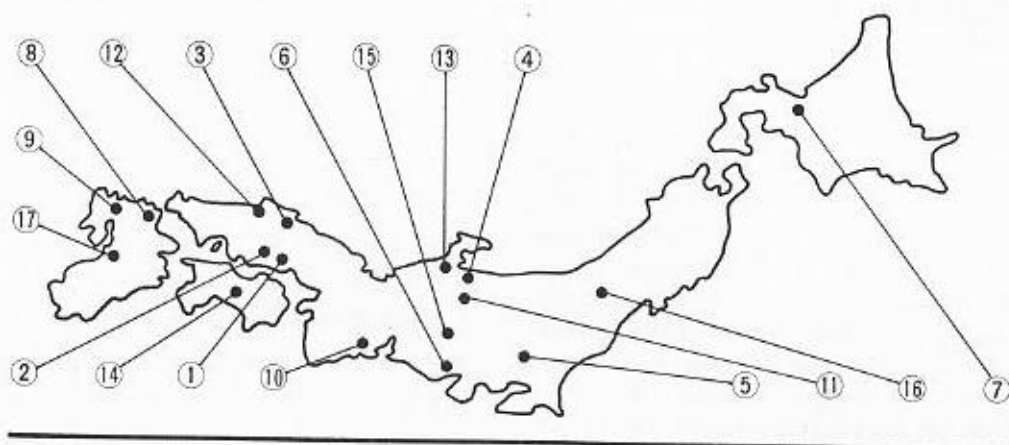 ⑧ ⑫ ③ ⑥ ⑮ ⑬ ④
⑨
⑰
② ⑭ ① ⑩ ⑤ ⑪ ⑯ ⑦